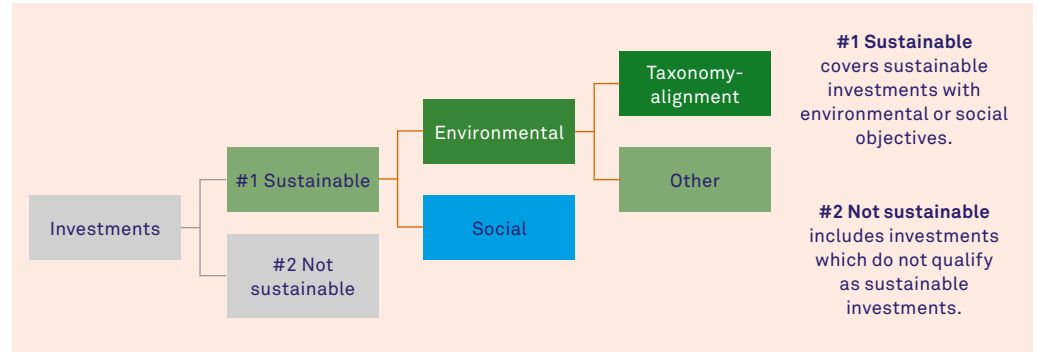 Investments
#1 Sustainable
#2 Not
sustainable
Environmental
Social
Taxonomy-
alignment
Other
#1 Sustainable
covers sustainable
investments with
environmental or social
objectives.
#2 Not sustainable
includes investments
which do not qualify
as sustainable
investments.